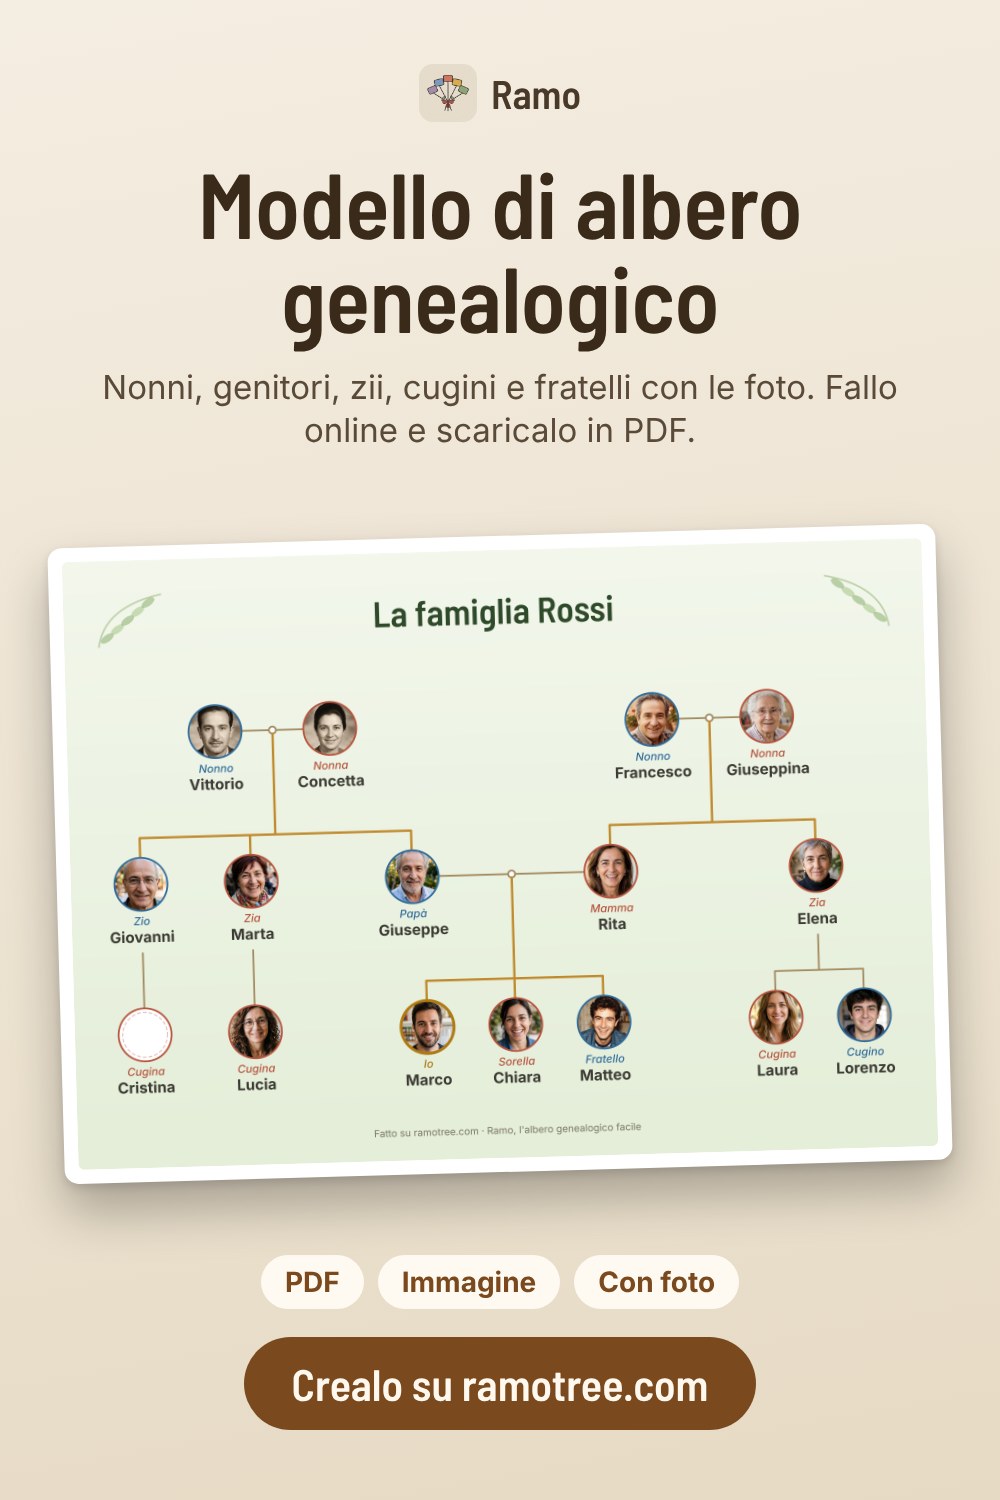 Ramo
Modello di albero
genealogico
Nonni, genitori, zii, cugini e fratelli con le foto. Fallo
online e scaricalo in PDF.
La famiglia Rossi
Nonno
Vittorio
Nonna
Concetta
Nonno
Francesco
Nonna
Giuseppina
Zio
Giovanni
Zia
Marta
Papà
Giuseppe
Mamma
Rita
Zia
Elena
Cugina
Cristina
Cugina
Lucia
Io
Marco
Sorella
Chiara
Fratello
Matteo
Cugina
Laura
Cugino
Lorenzo
Fatto su ramotree.com · Ramo, l'albero genealogico facile
PDF
Immagine
Con foto
Crealo su ramotree.com